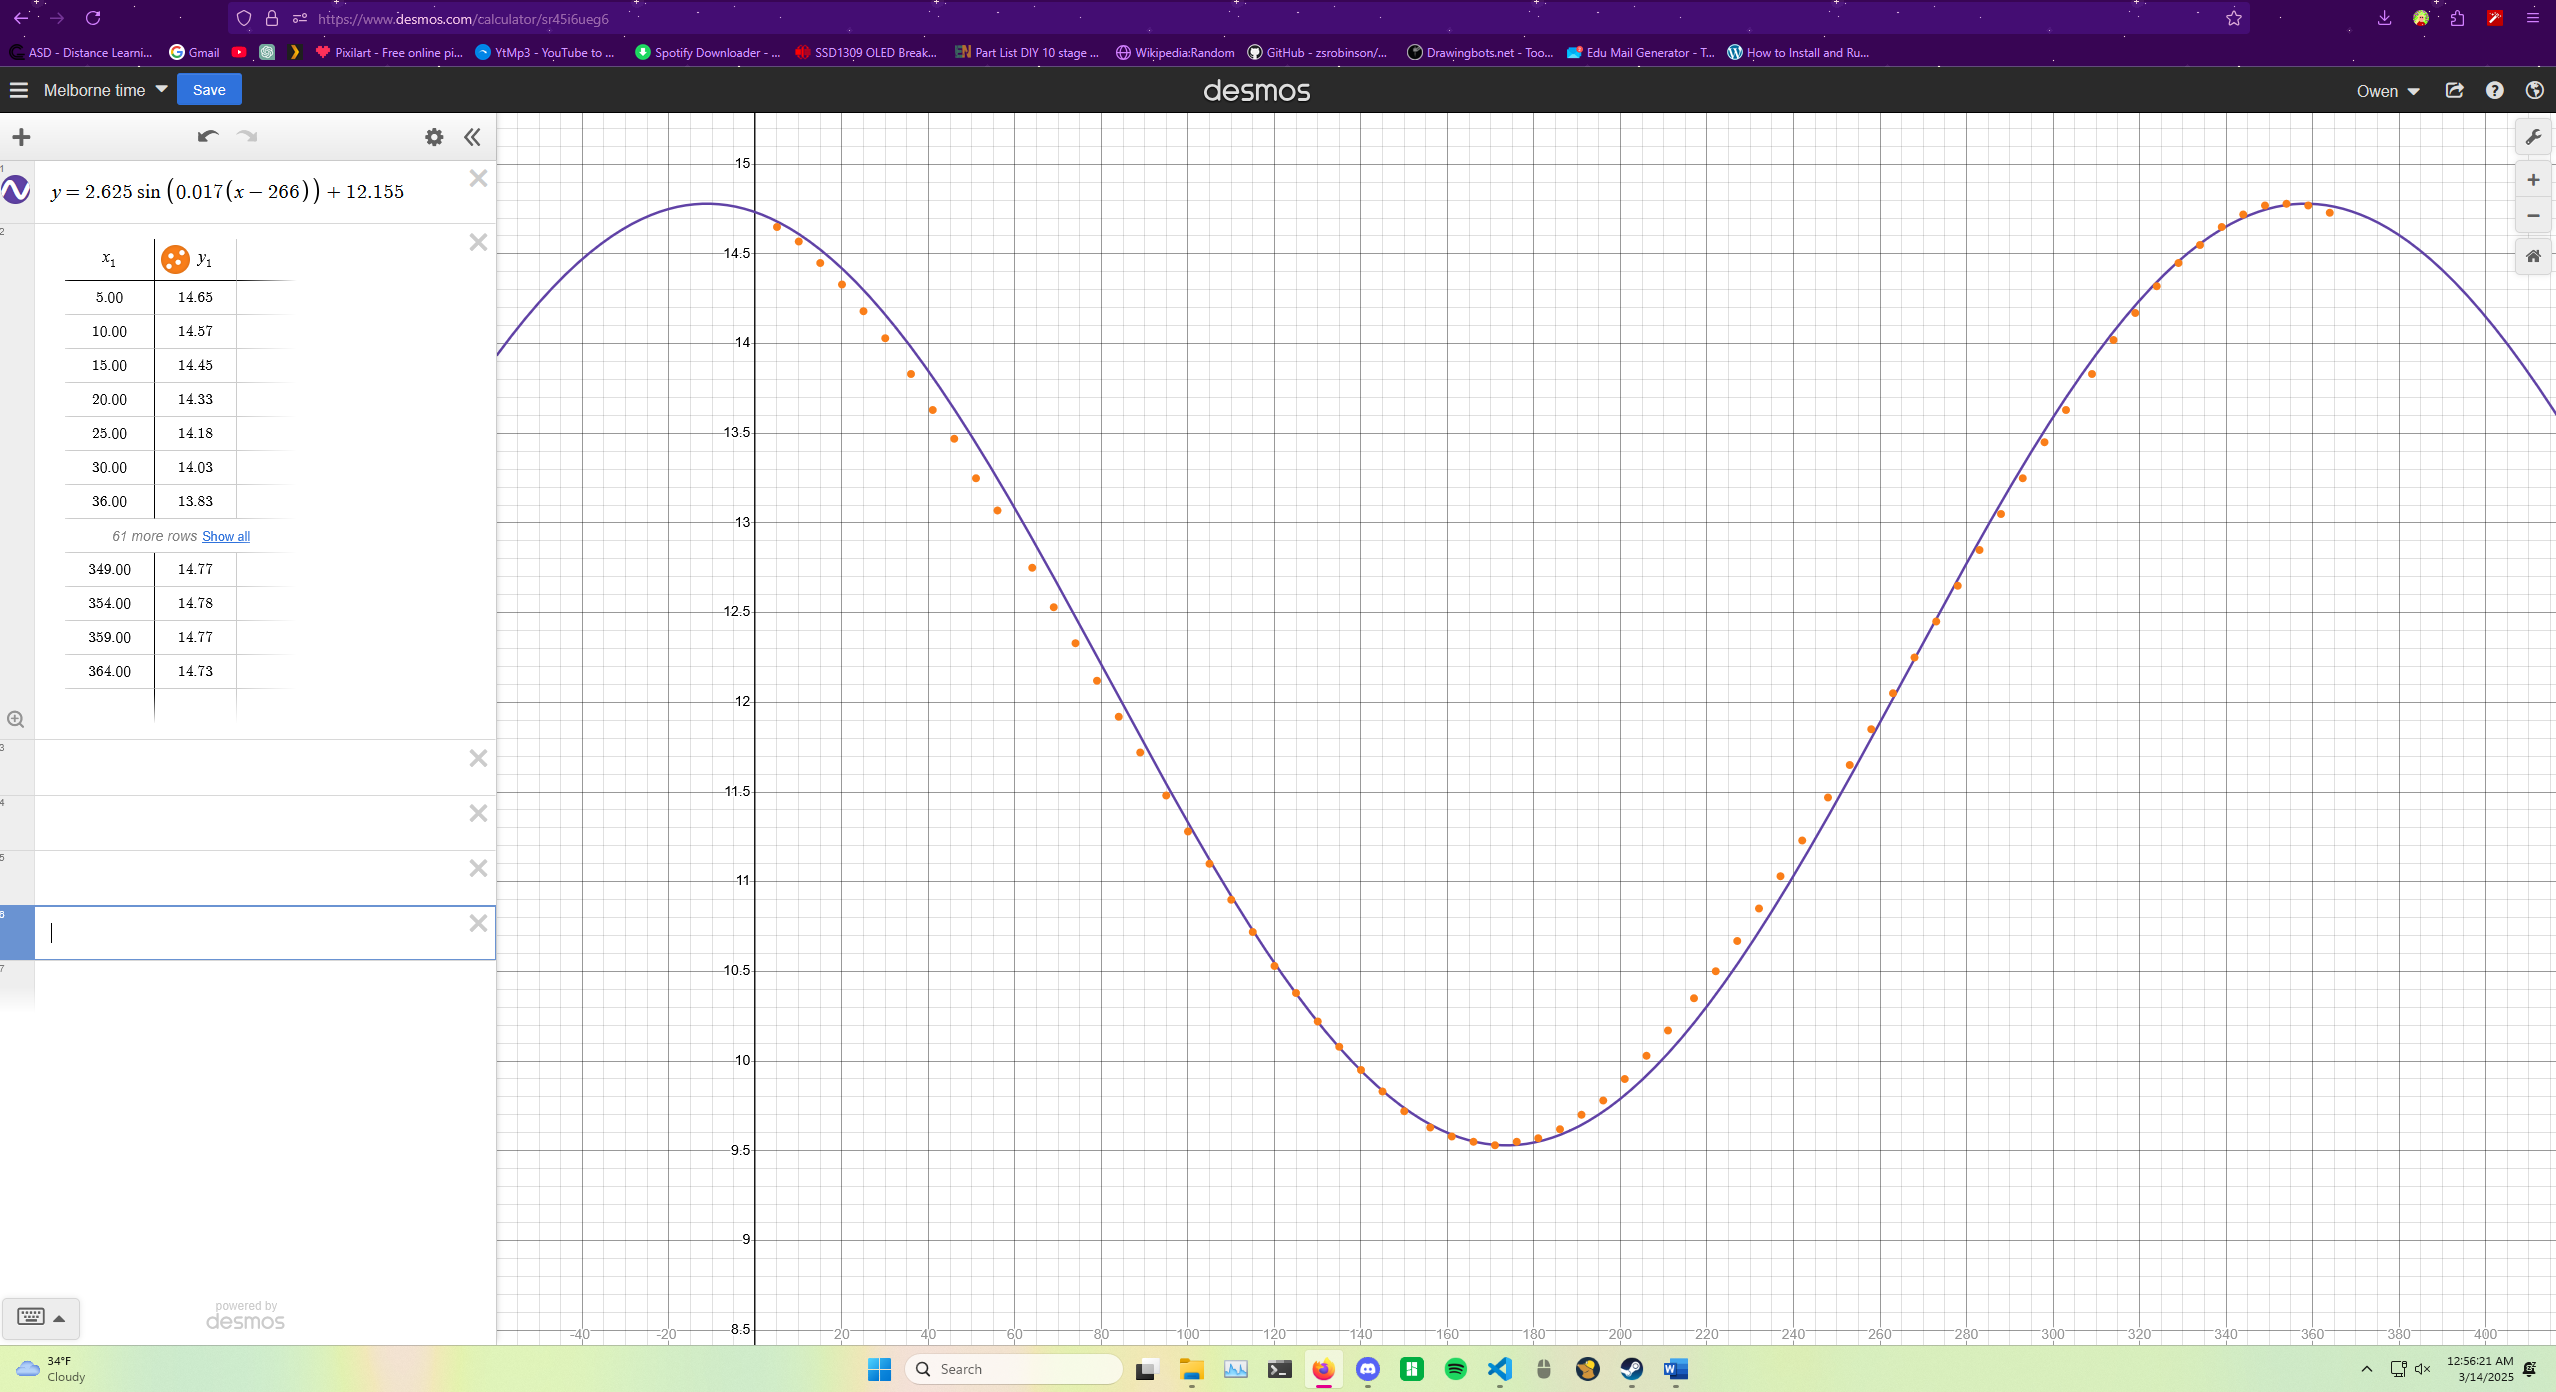 https://www.desmos.com/calculator/sr45i6ueg6
ASD - Distance Learni... Gmail Pixilart - Free online pi... YtMp3 - YouTube to ... Spotify Downloader - ... SSD1309 OLED Break... Part List DIY 10 stage ... Wikipedia:Random GitHub - zsrobinson/... Drawingbots.net - Too... Edu Mail Generator - T... How to Install and Ru...
Melborne time Save desmos Owen
1
y = 2.625 sin (0.017(x − 266)) + 12.155
2
x₁ y₁
5.00 14.65
10.00 14.57
15.00 14.45
20.00 14.33
25.00 14.18
30.00 14.03
36.00 13.83
61 more rows Show all
349.00 14.77
354.00 14.78
359.00 14.77
364.00 14.73
3
4
5
6
7
powered by
desmos
15
14.5
14
13.5
13
12.5
12
11.5
11
10.5
10
9.5
9
8.5
-40 -20 20 40 60 80 100 120 140 160 180 200 220 240 260 280 300 320 340 360 380 400
34°F
Cloudy
Search
12:56:21 AM
3/14/2025